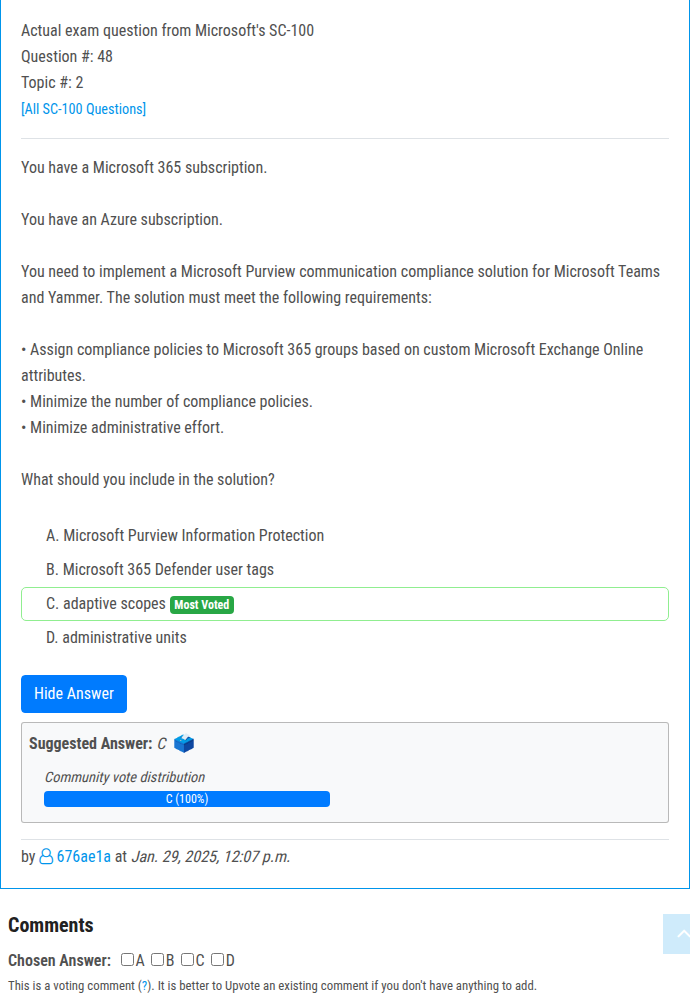 Actual exam question from Microsoft's SC-100
Question #: 48
Topic #: 2
[All SC-100 Questions]
You have a Microsoft 365 subscription.
You have an Azure subscription.
You need to implement a Microsoft Purview communication compliance solution for Microsoft Teams
and Yammer. The solution must meet the following requirements:
• Assign compliance policies to Microsoft 365 groups based on custom Microsoft Exchange Online
attributes.
• Minimize the number of compliance policies.
• Minimize administrative effort.
What should you include in the solution?
A. Microsoft Purview Information Protection
B. Microsoft 365 Defender user tags
C. adaptive scopes Most Voted
D. administrative units
Hide Answer
Suggested Answer: C
Community vote distribution
C (100%)
by 676ae1a at Jan. 29, 2025, 12:07 p.m.
Comments
Chosen Answer: A B C D
This is a voting comment (?). It is better to Upvote an existing comment if you don't have anything to add.